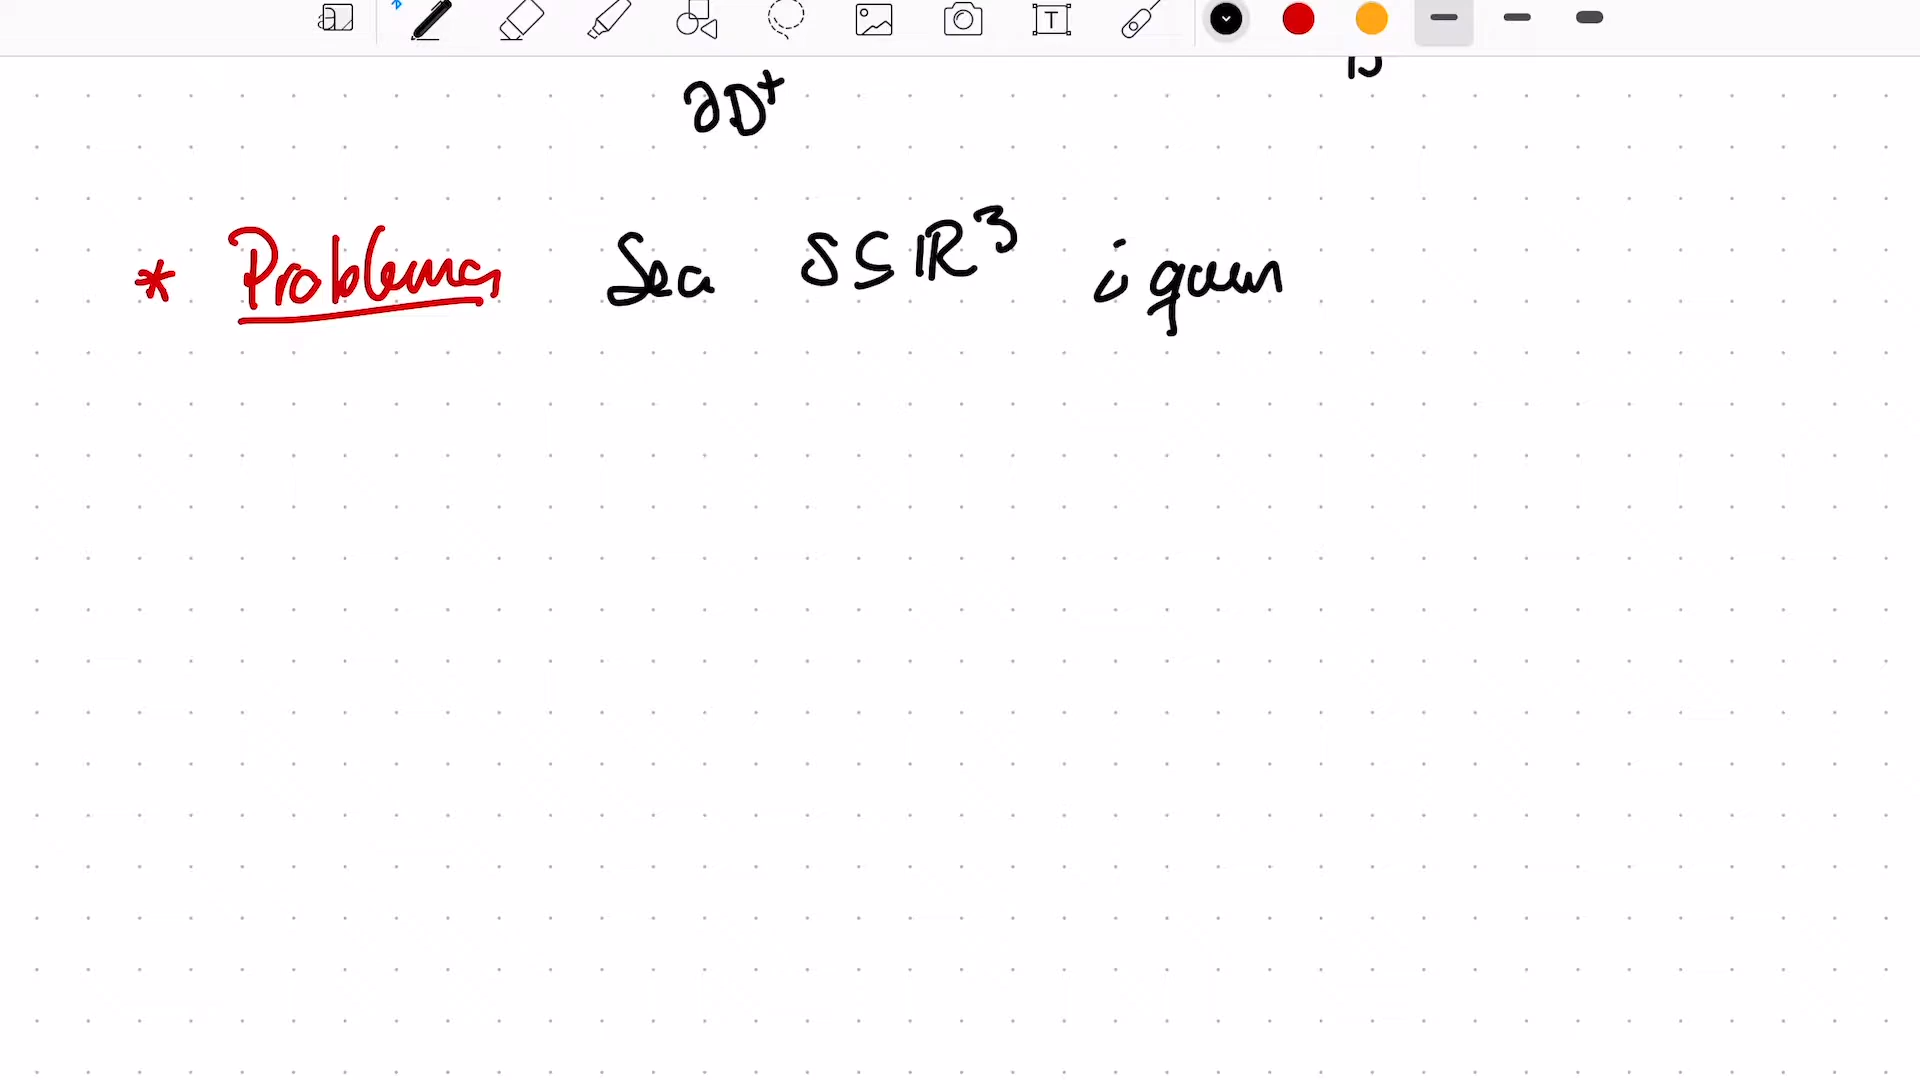 ∂D⁺
* Problema Sea S ⊆ ℝ³ ¿quien